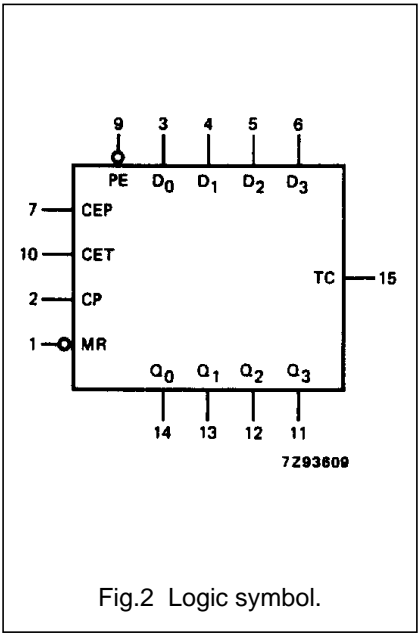 9 3 4 5 6
PE D0 D1 D2 D3
7 CEP
10 CET
TC 15
2 CP
1 MR
Q0 Q1 Q2 Q3
14 13 12 11
7Z93609
Fig.2 Logic symbol.